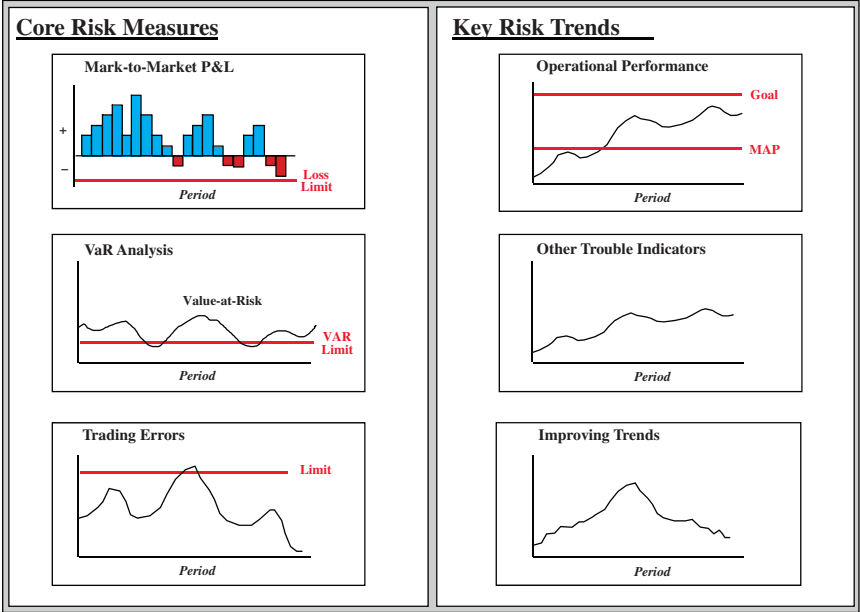 Core Risk Measures
Mark-to-Market P&L
+
–
Loss
Limit
Period
VaR Analysis
Value-at-Risk
VAR
Limit
Period
Trading Errors
Limit
Period
Key Risk Trends
Operational Performance
Goal
MAP
Period
Other Trouble Indicators
Period
Improving Trends
Period